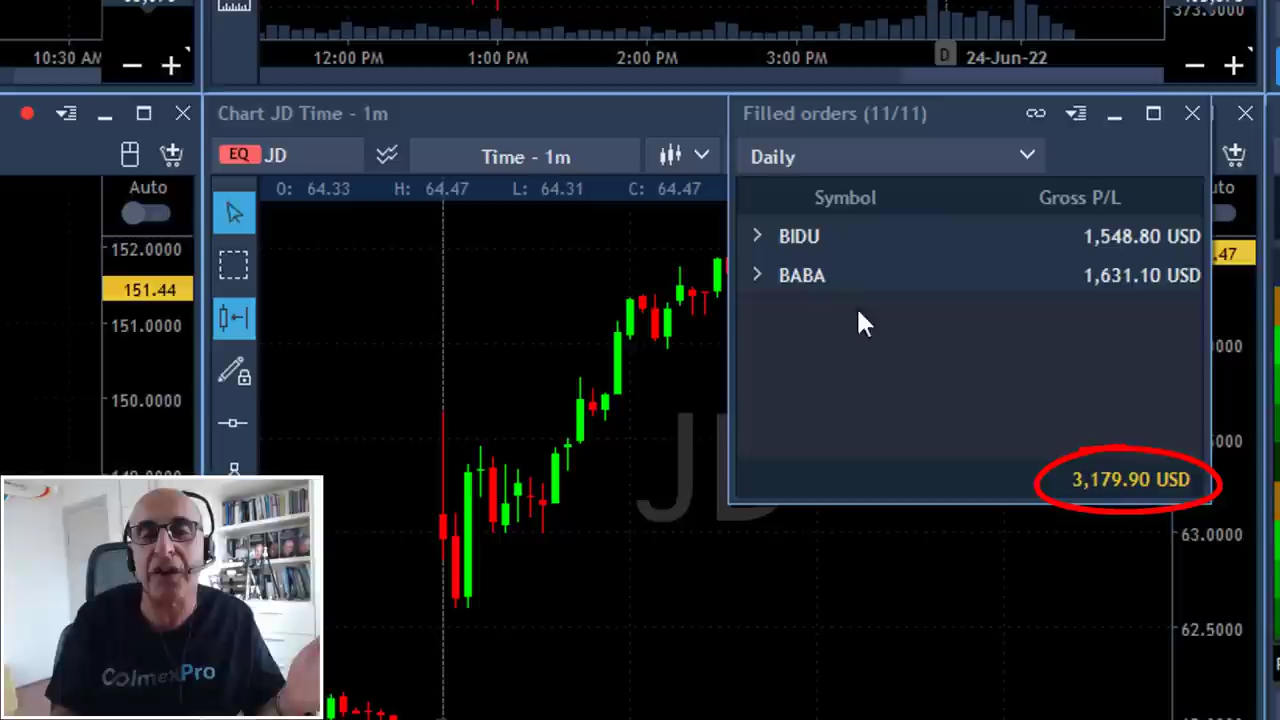 373.5000
10:30 AM
12:00 PM
1:00 PM
2:00 PM
3:00 PM
D
24-Jun-22
Chart JD Time - 1m
Filled orders (11/11)
EQ JD
Time - 1m
Daily
Auto
O: 64.33 H: 64.47 L: 64.31 C: 64.47
Symbol Gross P/L
BIDU 1,548.80 USD
BABA 1,631.10 USD
3,179.90 USD
152.0000
151.44
151.0000
150.0000
JD
63.0000
62.5000
ColmexPro